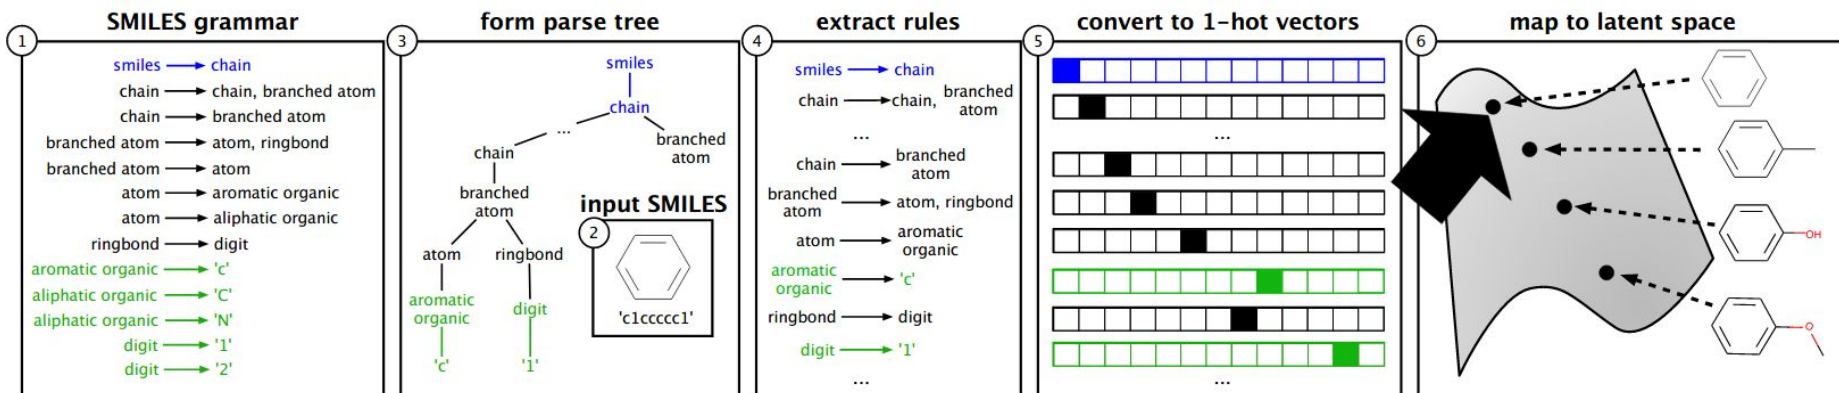 SMILES grammar
1
smiles → chain
chain → chain, branched atom
chain → branched atom
branched atom → atom, ringbond
branched atom → atom
atom → aromatic organic
atom → aliphatic organic
ringbond → digit
aromatic organic → 'c'
aliphatic organic → 'C'
aliphatic organic → 'N'
digit → '1'
digit → '2'
form parse tree
3
smiles
chain
...
branched
atom
chain
branched
atom
atom
ringbond
aromatic
organic
digit
'c'
'1'
input SMILES
2
'c1ccccc1'
extract rules
4
smiles → chain
chain → chain, branched
atom
...
chain → branched
atom
branched
atom → atom, ringbond
atom → aromatic
organic
aromatic
organic → 'c'
ringbond → digit
digit → '1'
...
convert to 1-hot vectors
5
...
...
map to latent space
6
OH
O